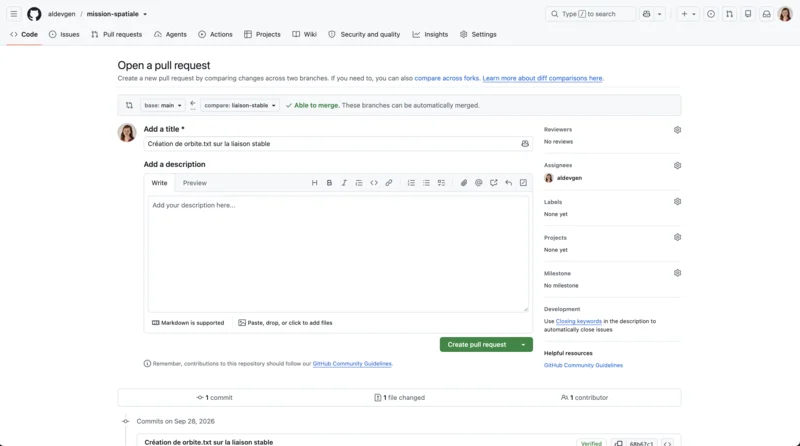 aldevgen / mission-spatiale
Type / to search
Code
Issues
Pull requests
Agents
Actions
Projects
Wiki
Security and quality
Insights
Settings
Open a pull request
Create a new pull request by comparing changes across two branches. If you need to, you can also compare across forks. Learn more about diff comparisons here.
base: main
compare: liaison-stable
Able to merge. These branches can be automatically merged.
Add a title *
Création de orbite.txt sur la liaison stable
Add a description
Write
Preview
H B I
Add your description here...
Markdown is supported
Paste, drop, or click to add files
Create pull request
Remember, contributions to this repository should follow our GitHub Community Guidelines.
Reviewers
No reviews
Assignees
aldevgen
Labels
None yet
Projects
None yet
Milestone
No milestone
Development
Use Closing keywords in the description to
automatically close issues
Helpful resources
GitHub Community Guidelines
1 commit
1 file changed
1 contributor
Commits on Sep 28, 2026
Création de orbite.txt sur la liaison stable
Verified
68b67c1